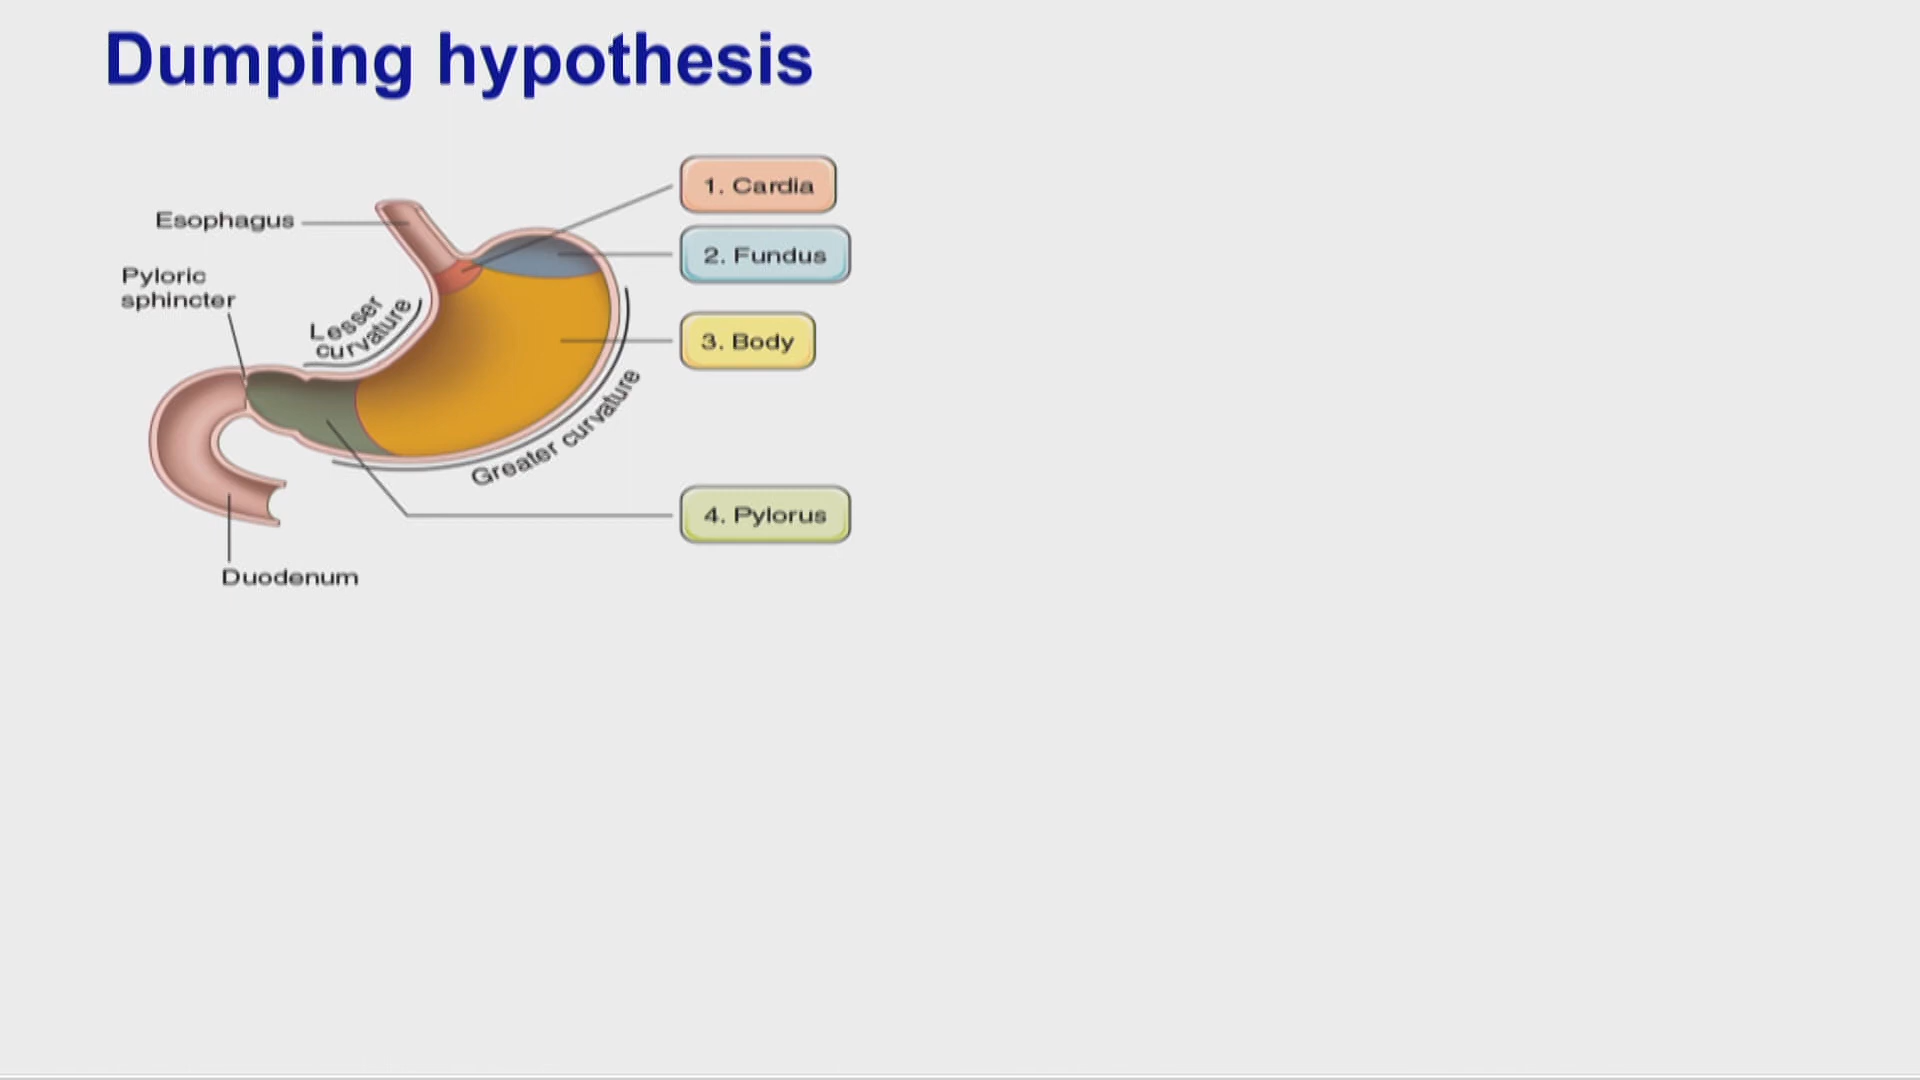 Dumping hypothesis
1. Cardia
Esophagus
2. Fundus
Pyloric
sphincter
Lesser
curvature
3. Body
Greater curvature
4. Pylorus
Duodenum